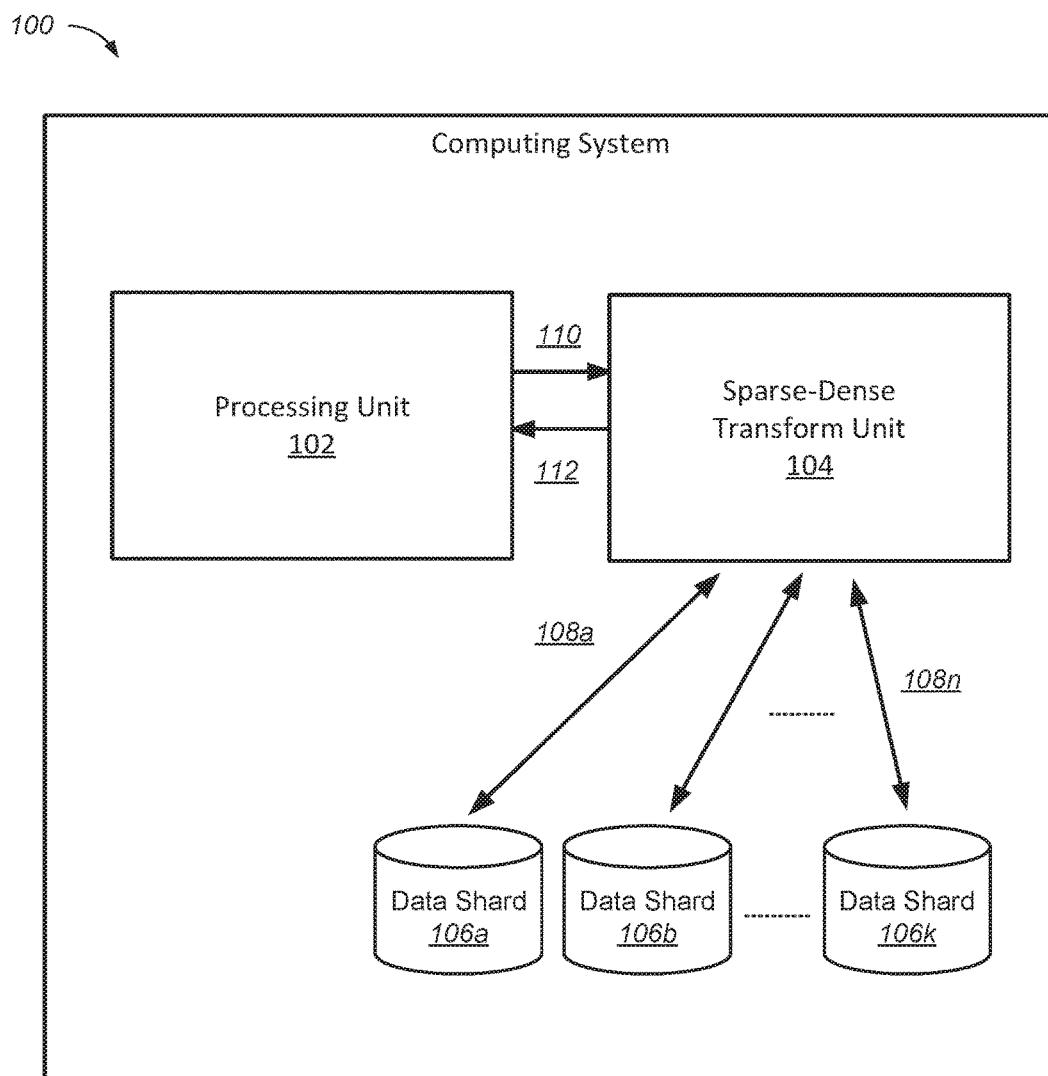 100
Computing System
110
Processing Unit
102
Sparse-Dense
Transform Unit
104
112
108a
108n
Data Shard
106a
Data Shard
106b
Data Shard
106k